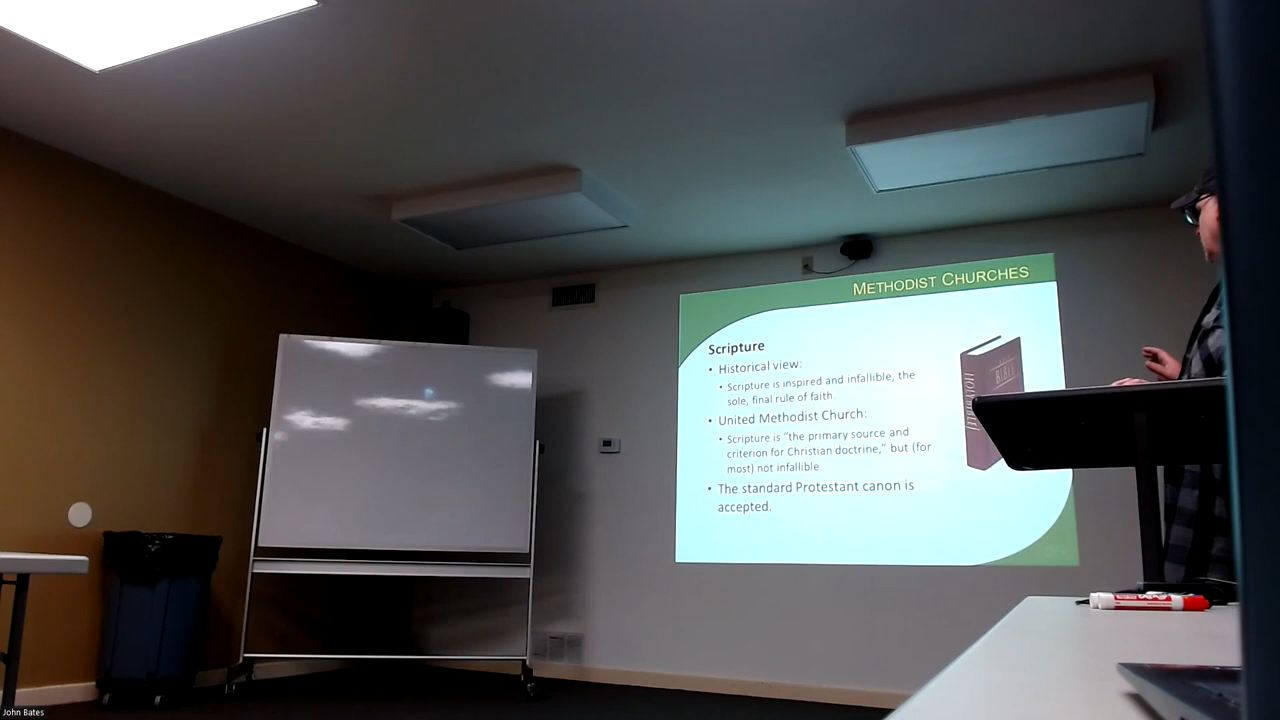 METHODIST CHURCHES
Scripture
• Historical view:
• Scripture is inspired and infallible, the
sole, final rule of faith.
• United Methodist Church:
• Scripture is “the primary source and
criterion for Christian doctrine,” but (for
most) not infallible.
• The standard Protestant canon is
accepted.
HOLY BIBLE
BIBLE
John Bates